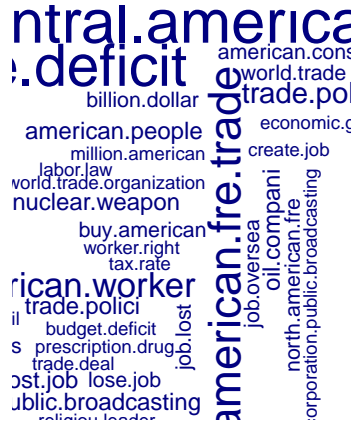 ntral.america
american.cons
e.deficit
world.trade
billion.dollar
trade.pol
american.people
economic.g
million.american
create.job
labor.law
world.trade.organization
nuclear.weapon
buy.american
worker.right
tax.rate
rican.worker
trade.polici
il
budget.deficit
s
prescription.drug
trade.deal
ost.job
lose.job
ublic.broadcasting
religiou.leader
job.lost
american.fre.trade
job.oversea
oil.compani
north.american.fre
corporation.public.broadcasting